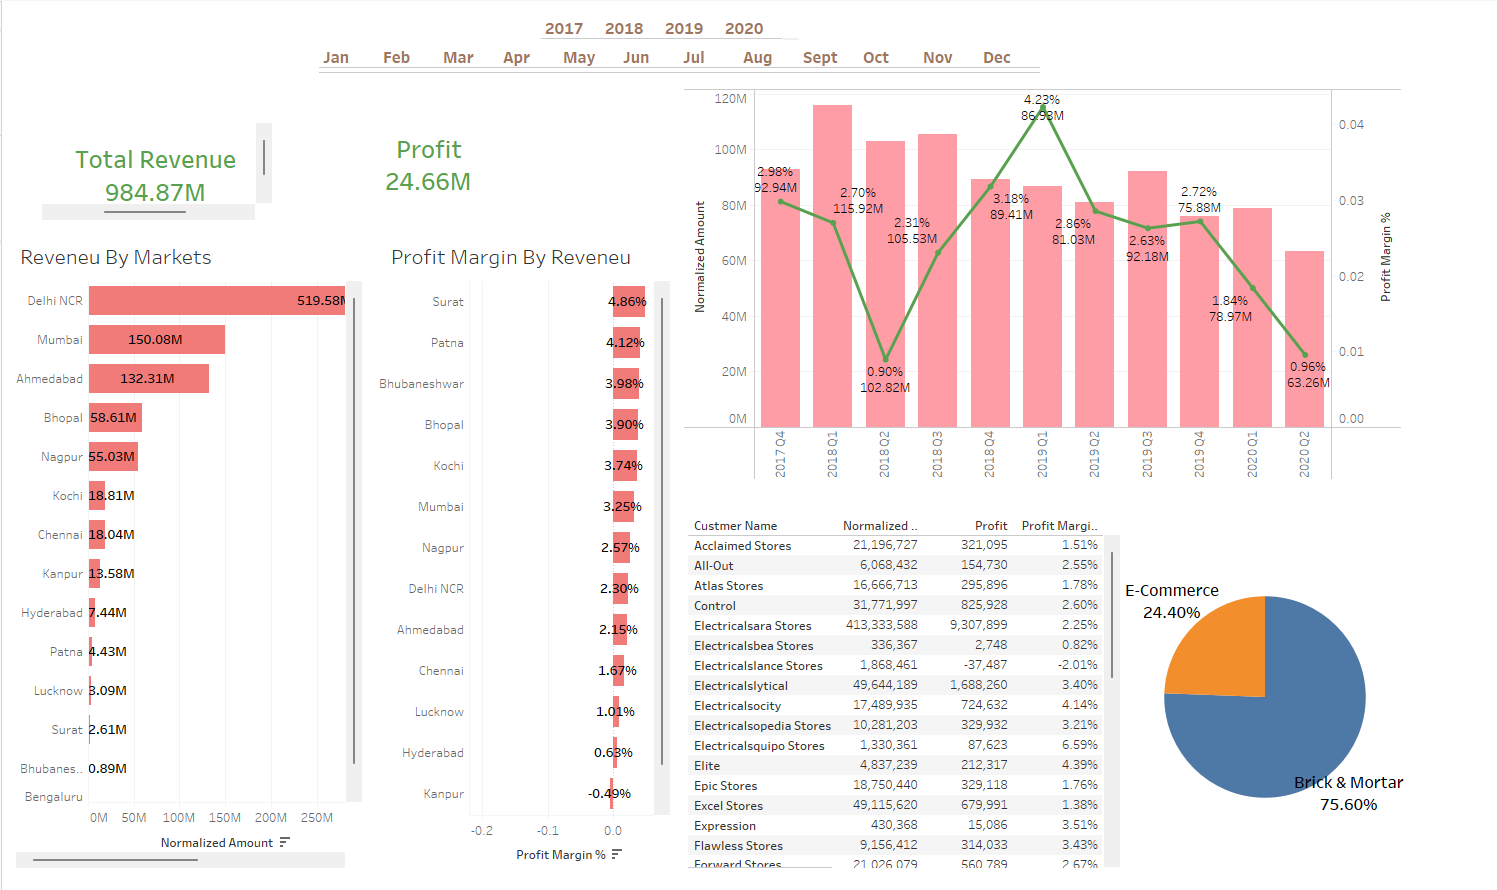 2017 2018 2019 2020
Jan Feb Mar Apr May Jun Jul Aug Sept Oct Nov Dec
Total Revenue
984.87M
Profit
24.66M
Reveneu By Markets
Delhi NCR 519.58M
Mumbai 150.08M
Ahmedabad 132.31M
Bhopal 58.61M
Nagpur 55.03M
Kochi 18.81M
Chennai 18.04M
Kanpur 13.58M
Hyderabad 7.44M
Patna 4.43M
Lucknow 3.09M
Surat 2.61M
Bhubanes.. 0.89M
Bengaluru
0M 50M 100M 150M 200M 250M
Normalized Amount
Profit Margin By Reveneu
Surat 4.86%
Patna 4.12%
Bhubaneshwar 3.98%
Bhopal 3.90%
Kochi 3.74%
Mumbai 3.25%
Nagpur 2.57%
Delhi NCR 2.30%
Ahmedabad 2.15%
Chennai 1.67%
Lucknow 1.01%
Hyderabad 0.63%
Kanpur -0.49%
-0.2 -0.1 0.0
Profit Margin %
Normalized Amount
120M
100M
80M
60M
40M
20M
0M
2.98%
92.94M
2.70%
115.92M
0.90%
102.82M
2.31%
105.53M
3.18%
89.41M
4.23%
86.93M
2.86%
81.03M
2.63%
92.18M
2.72%
75.88M
1.84%
78.97M
0.96%
63.26M
0.04
0.03
0.02
0.01
0.00
Profit Margin %
2017 Q4 2018 Q1 2018 Q2 2018 Q3 2018 Q4 2019 Q1 2019 Q2 2019 Q3 2019 Q4 2020 Q1 2020 Q2
Custmer Name Normalized .. Profit Profit Margi..
Acclaimed Stores 21,196,727 321,095 1.51%
All-Out 6,068,432 154,730 2.55%
Atlas Stores 16,666,713 295,896 1.78%
Control 31,771,997 825,928 2.60%
Electricalsara Stores 413,333,588 9,307,899 2.25%
Electricalsbea Stores 336,367 2,748 0.82%
Electricalslance Stores 1,868,461 -37,487 -2.01%
Electricalslytical 49,644,189 1,688,260 3.40%
Electricalsocity 17,489,935 724,632 4.14%
Electricalsopedia Stores 10,281,203 329,932 3.21%
Electricalsquipo Stores 1,330,361 87,623 6.59%
Elite 4,837,239 212,317 4.39%
Epic Stores 18,750,440 329,118 1.76%
Excel Stores 49,115,620 679,991 1.38%
Expression 430,368 15,086 3.51%
Flawless Stores 9,156,412 314,033 3.43%
Forward Stores 21,026,079 560,789 2.67%
E-Commerce
24.40%
Brick & Mortar
75.60%